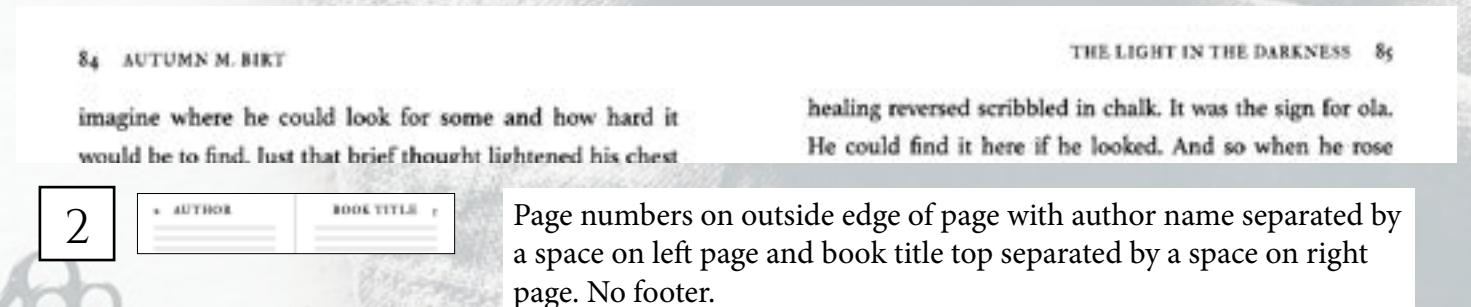 84 AUTUMN M. BIRT
imagine where he could look for some and how hard it
would be to find. Just that brief thought lightened his chest
THE LIGHT IN THE DARKNESS 85
healing reversed scribbled in chalk. It was the sign for ola.
He could find it here if he looked. And so when he rose
2
AUTHOR
BOOK TITLE
Page numbers on outside edge of page with author name separated by
a space on left page and book title top separated by a space on right
page. No footer.